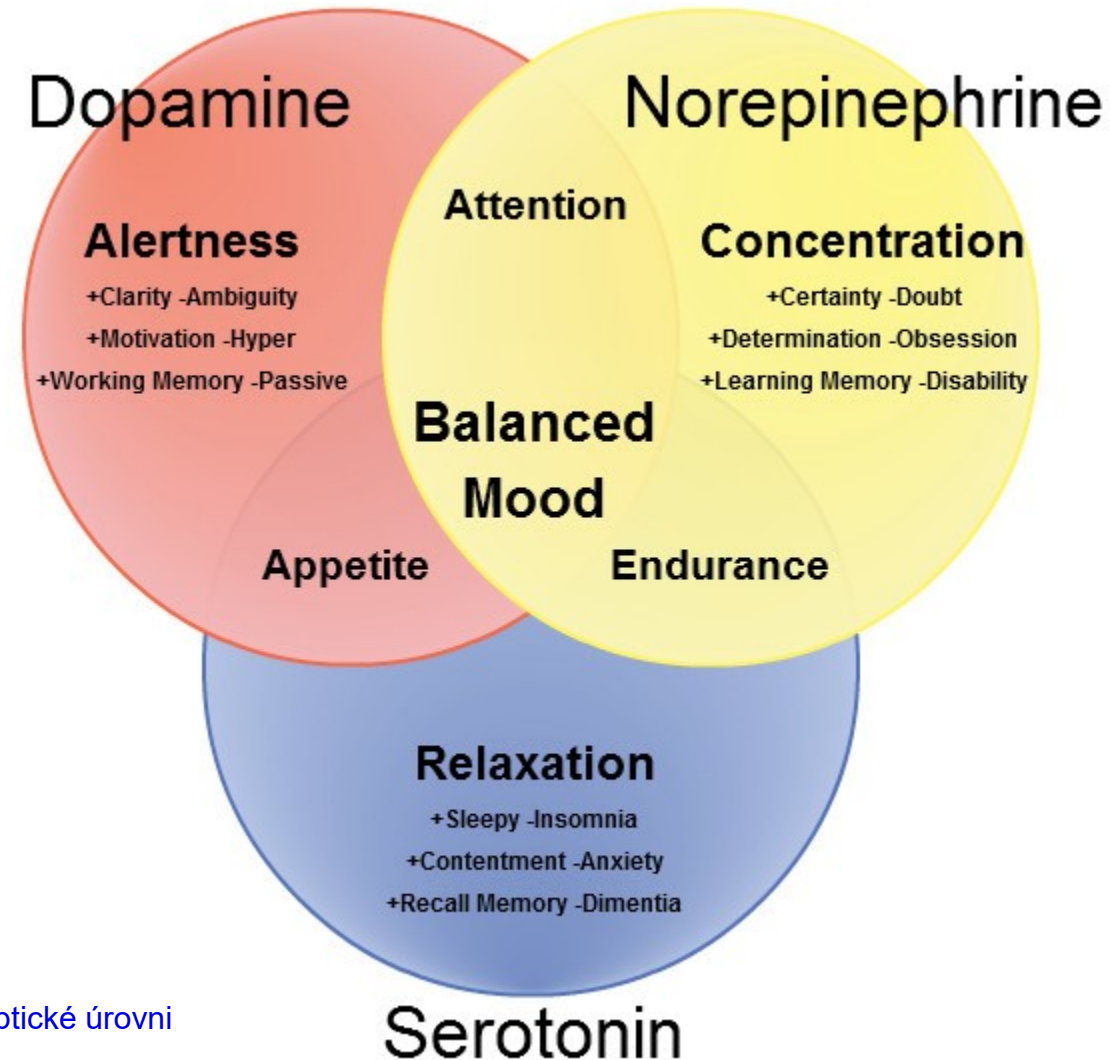 Dopamine
Norepinephrine
Attention
Alertness
+Clarity -Ambiguity
+Motivation -Hyper
+Working Memory -Passive
Concentration
+Certainty -Doubt
+Determination -Obsession
+Learning Memory -Disability
Balanced
Mood
Appetite
Endurance
Relaxation
+Sleepy -Insomnia
+Contentment -Anxiety
+Recall Memory -Dimentia
úrovni
Serotonin